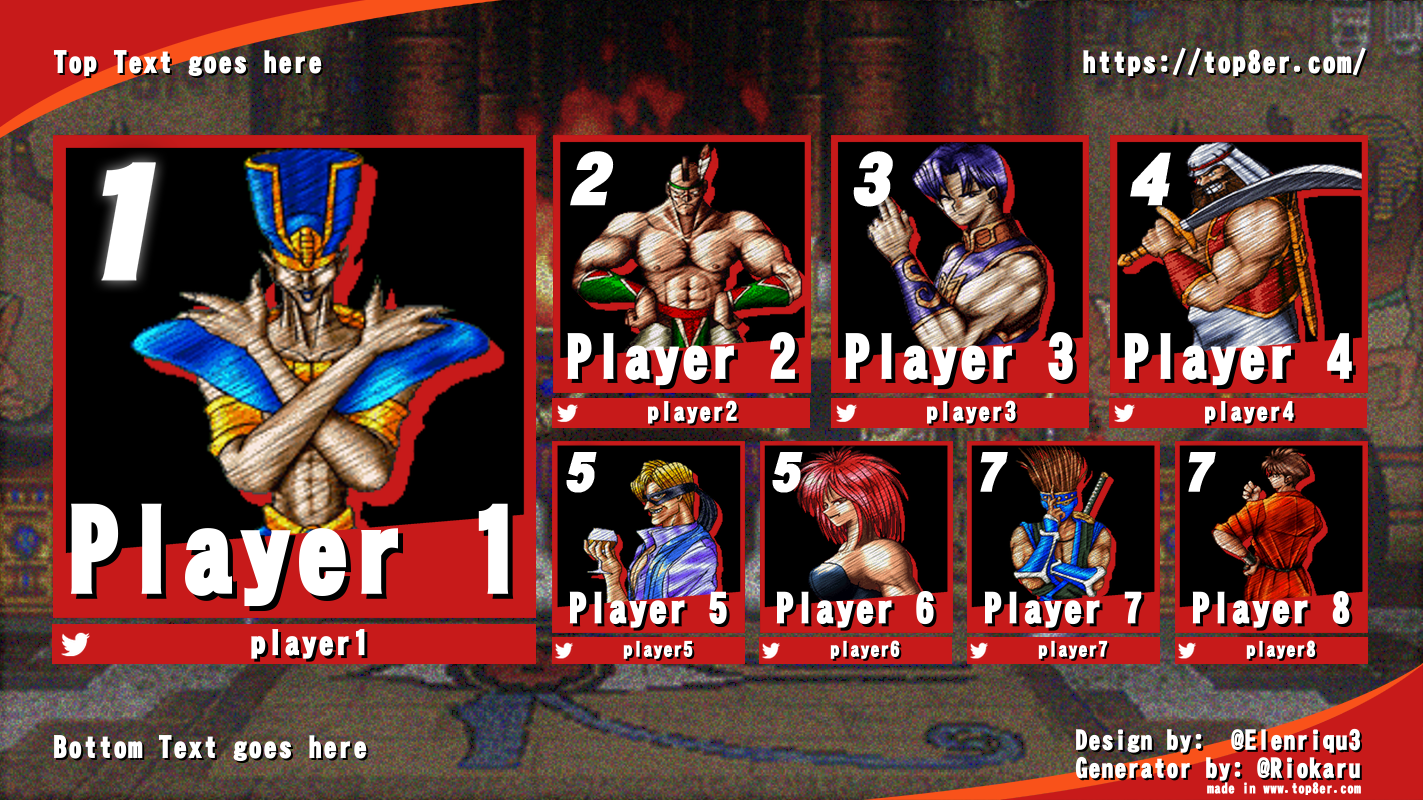 Top Text goes here
https://top8er.com/
1
Player 1
player1
2
Player 2
player2
3
Player 3
player3
4
Player 4
player4
5
Player 5
player5
5
Player 6
player6
7
Player 7
player7
7
Player 8
player8
Bottom Text goes here
Design by: @Elenriqu3
Generator by: @Riokaru
made in www.top8er.com